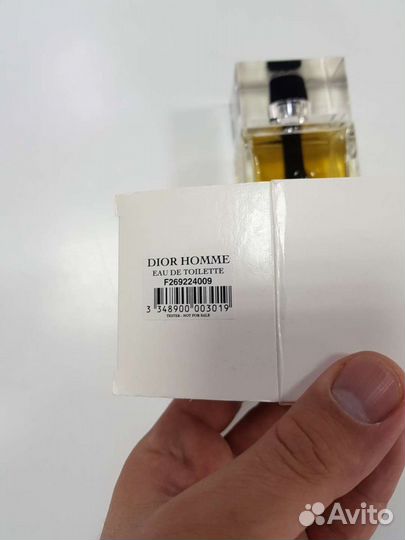 DIOR HOMME
EAU DE TOILETTE
F269224009
3 348900 003019
TESTER - NOT FOR SALE
Avito